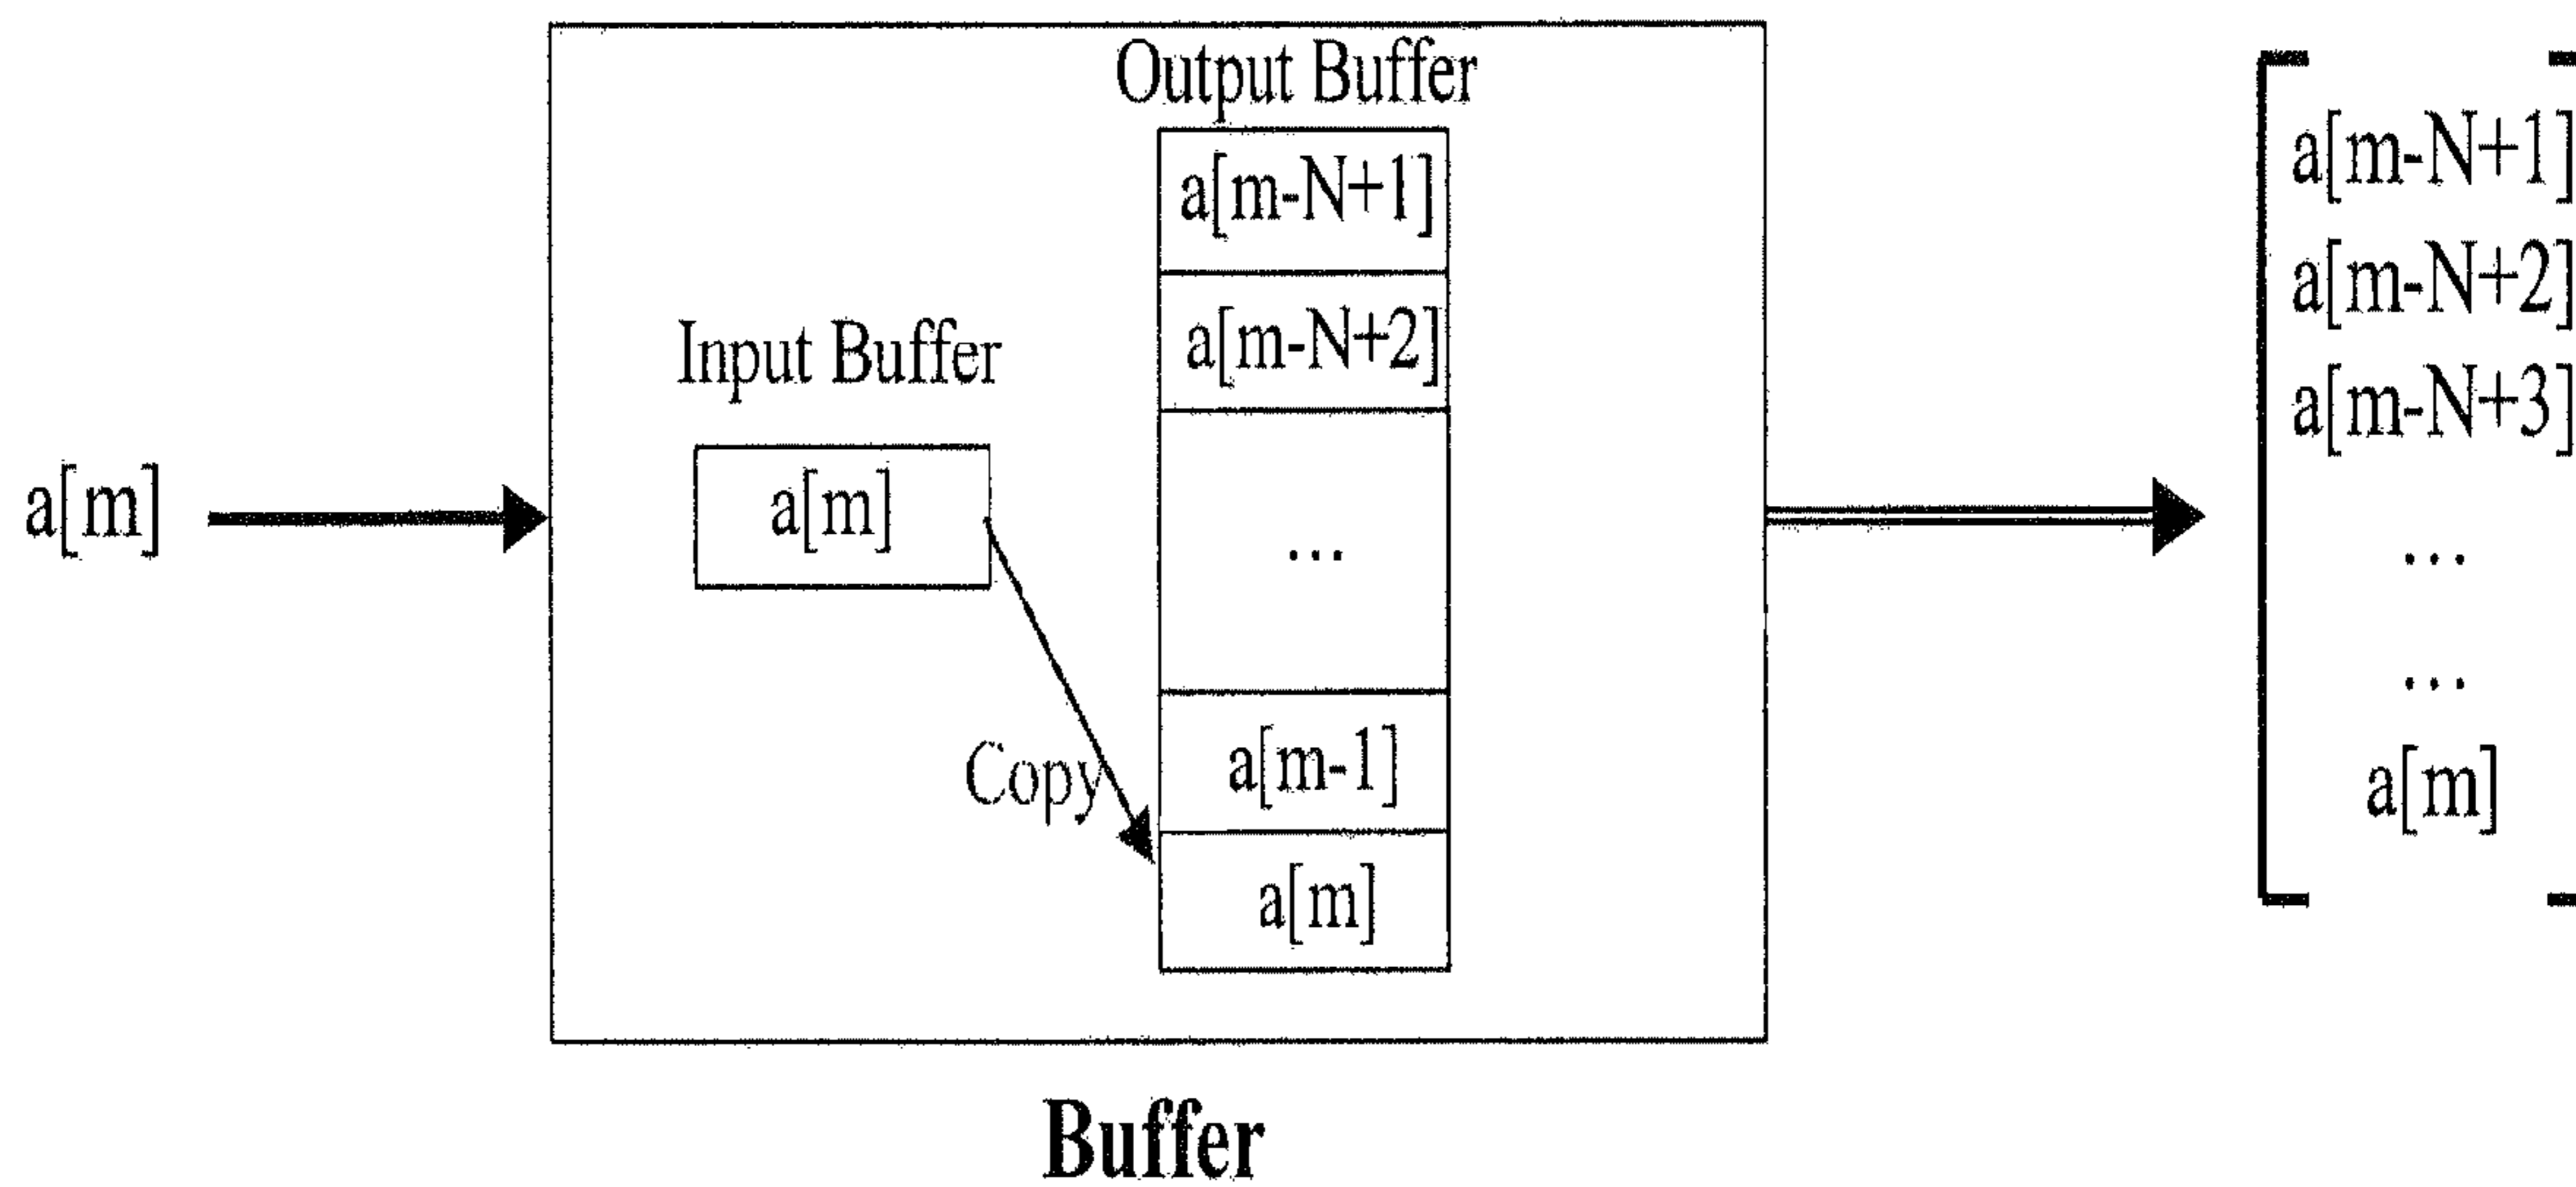 a[m]
Input Buffer
a[m]
Copy
Output Buffer
a[m-N+1]
a[m-N+2]
...
a[m-1]
a[m]
a[m-N+1]
a[m-N+2]
a[m-N+3]
...
...
a[m]
Buffer